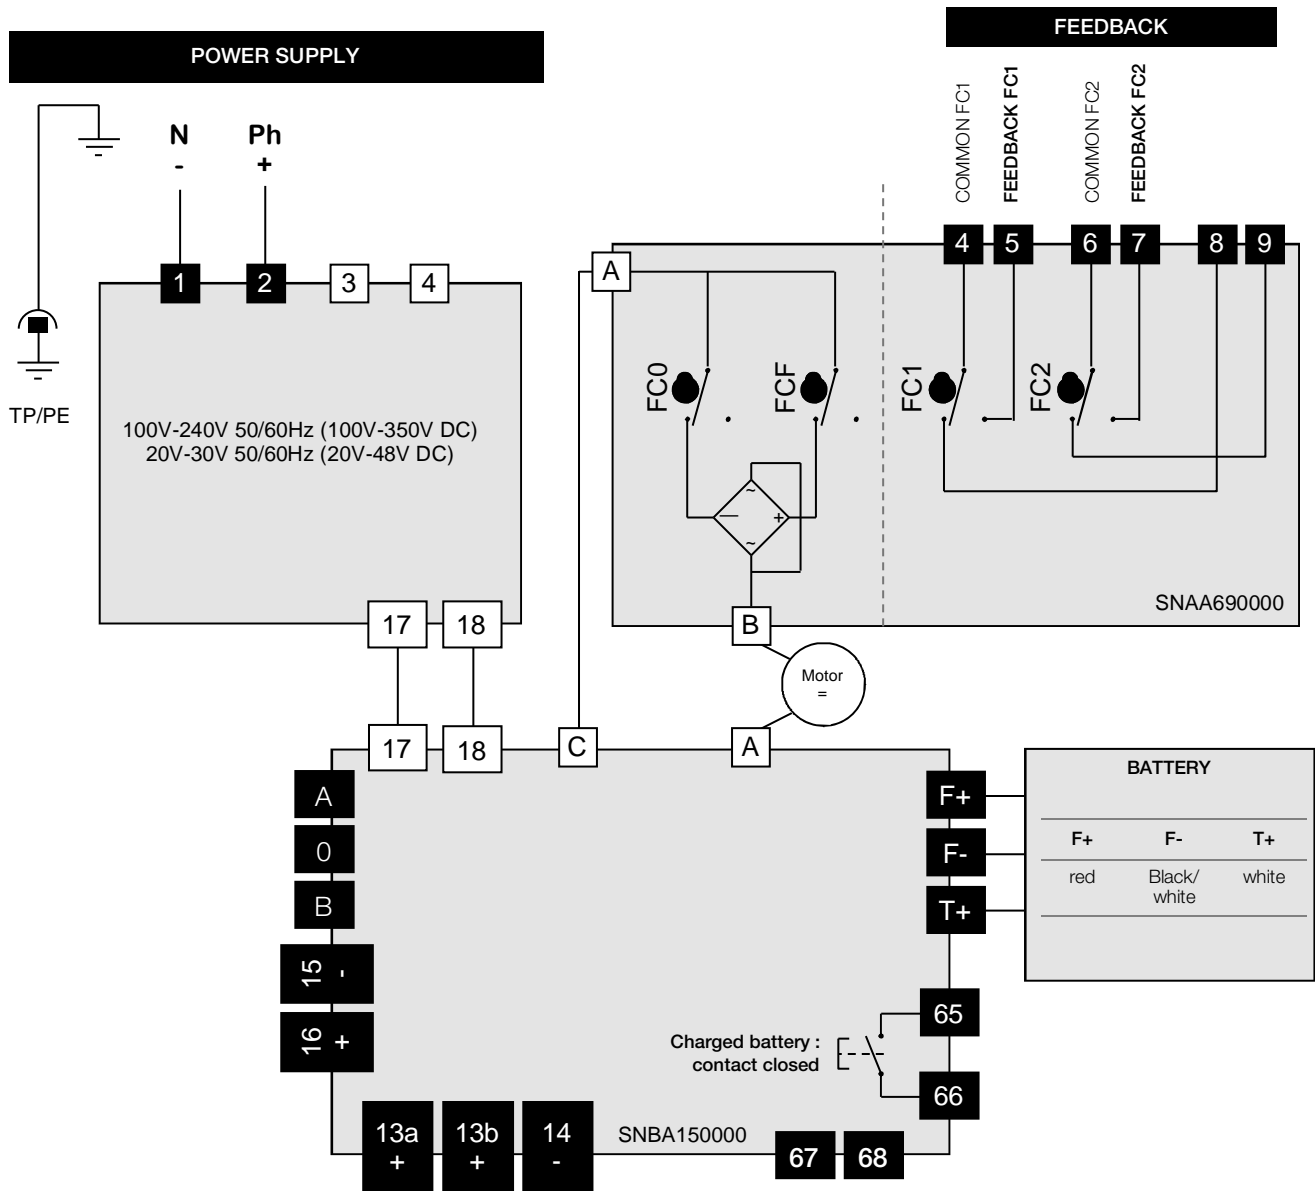 POWER SUPPLY
FEEDBACK
COMMON FC1
FEEDBACK FC1
COMMON FC2
FEEDBACK FC2
N
-
Ph
+
1
2
3
4
TP/PE
100V-240V 50/60Hz (100V-350V DC)
20V-30V 50/60Hz (20V-48V DC)
17
18
A
4
5
6
7
8
9
FC0
FCF
FC1
FC2
~
—
+
~
SNAA690000
B
Motor
=
17
18
C
A
A
0
B
15 -
16 +
F+
F-
T+
BATTERY
F+ F- T+
red Black/ white
white
Charged battery :
contact closed
65
66
13a
+
13b
+
14
-
SNBA150000
67
68